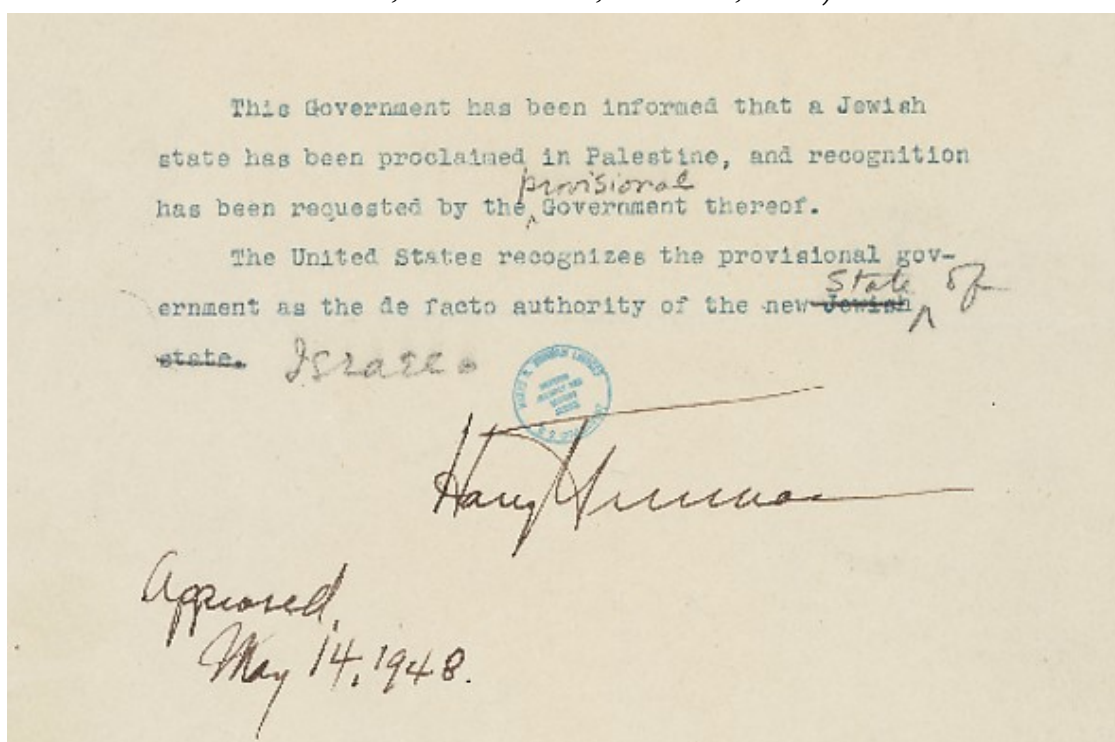 This Government has been informed that a Jewish
state has been proclaimed in Palestine, and recognition
provisional
has been requested by the Government thereof.
The United States recognizes the provisional gov-
State of
ernment as the de facto authority of the new Jewish
state. Israel.
Harry Truman
Approved,
May 14, 1948.